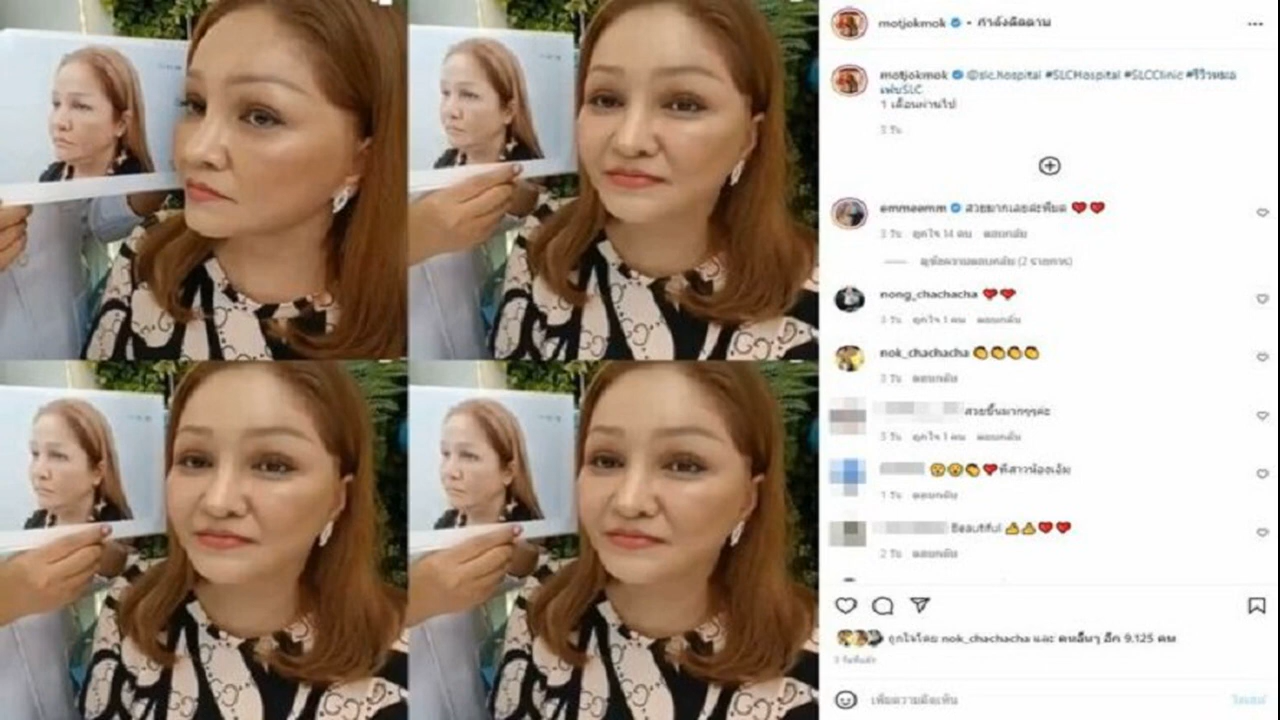 motjokmok • กำลังติดตาม
motjokmok @slc.hospital #SLCHospital #SLCClinic #รีวิวหมอ
เฟิร์สSLC
1 เดือนผ่านไป
3 วัน
emmeemm สวยมากเลยค่ะพี่มด ❤️❤️
3 วัน ถูกใจ 14 คน ตอบกลับ
ดูข้อความตอบกลับ (2 รายการ)
nong_chachacha ❤️❤️
3 วัน ถูกใจ 1 คน ตอบกลับ
nok_chachacha 👏👏👏👏
3 วัน ตอบกลับ
สวยขึ้นมากๆๆค่ะ
3 วัน ถูกใจ 1 คน ตอบกลับ
😮😮👏❤️พี่สาวน้องเอ้ม
1 วัน ตอบกลับ
Beautiful 👍👍❤️❤️
2 วัน ตอบกลับ
ถูกใจโดย nok_chachacha และ คนอื่นๆ อีก 9,125 คน
3 วันที่แล้ว
เพิ่มความคิดเห็น
โพสต์